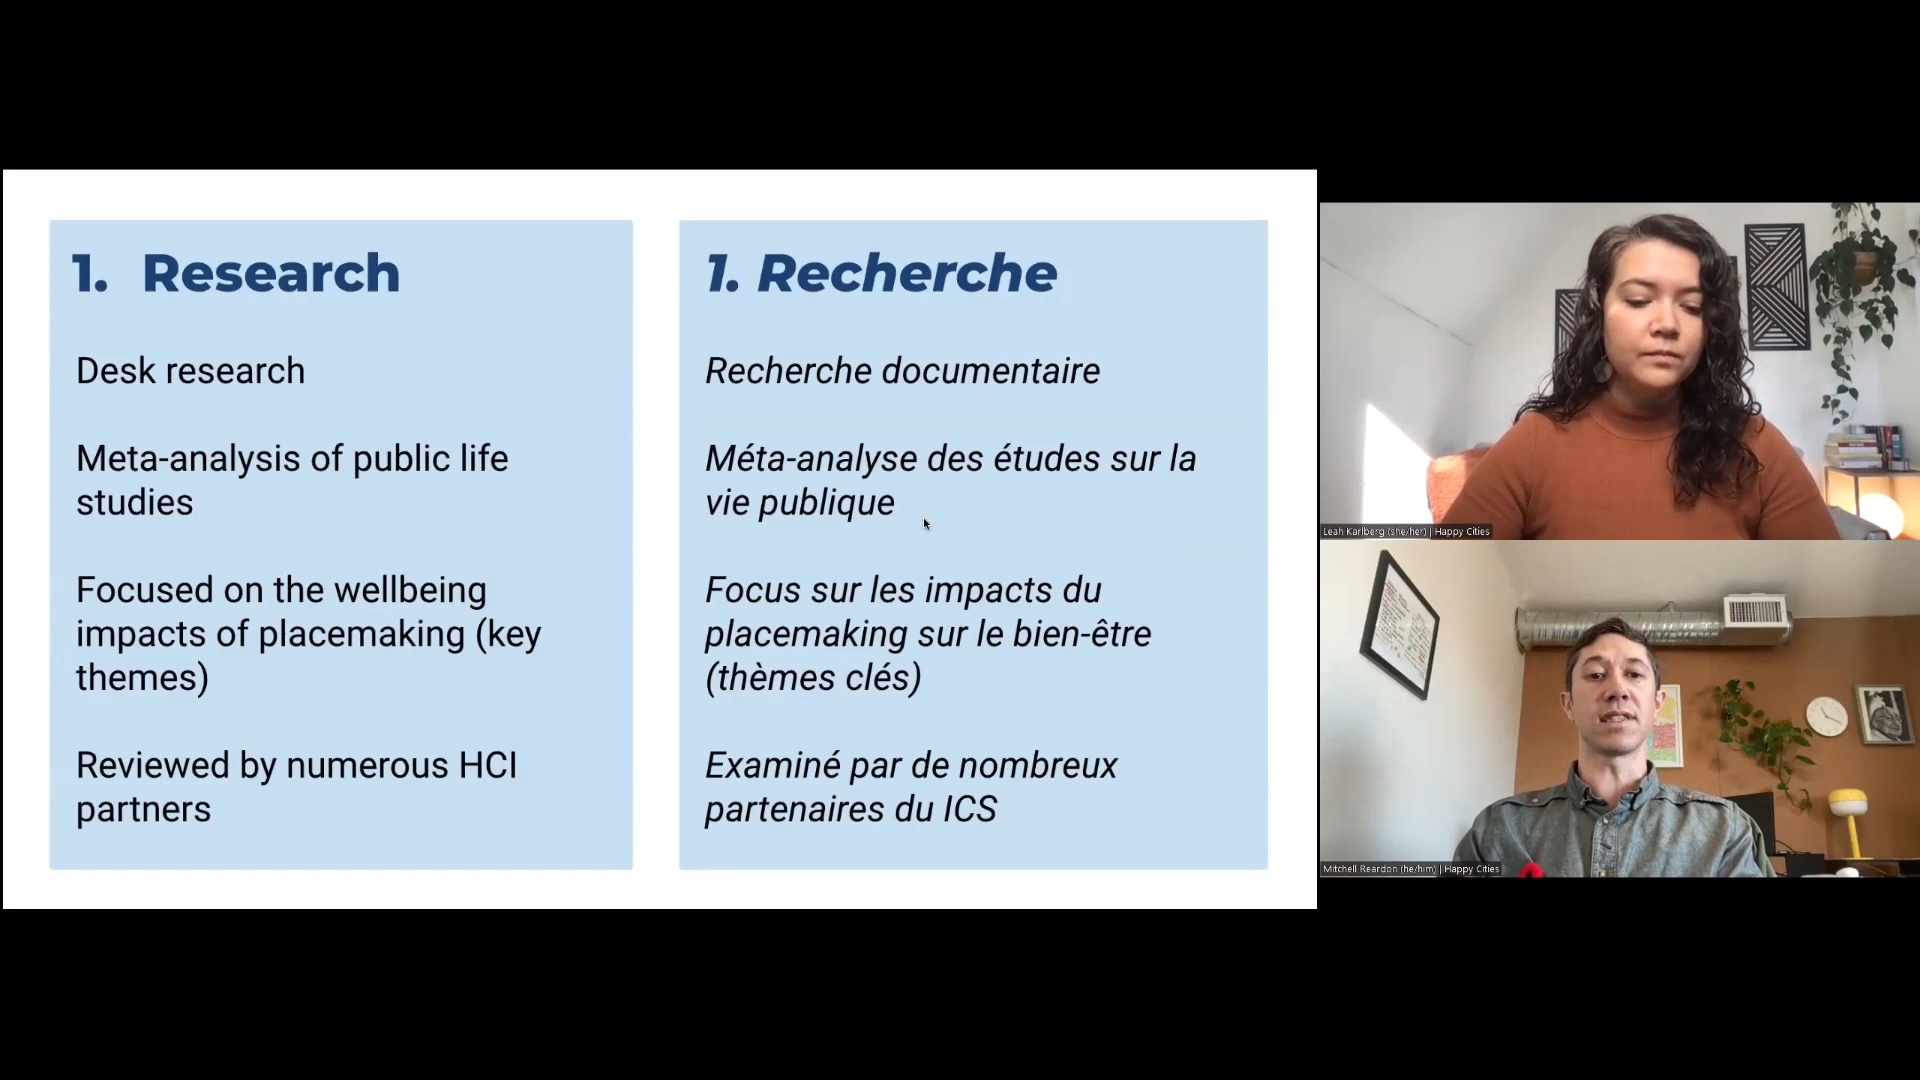 1. Research
Desk research
Meta-analysis of public life
studies
Focused on the wellbeing
impacts of placemaking (key
themes)
Reviewed by numerous HCI
partners
1. Recherche
Recherche documentaire
Méta-analyse des études sur la
vie publique
Focus sur les impacts du
placemaking sur le bien-être
(thèmes clés)
Examiné par de nombreux
partenaires du ICS
Leah Karlberg (she/her) | Happy Cities
Mitchell Reardon (he/him) | Happy Cities